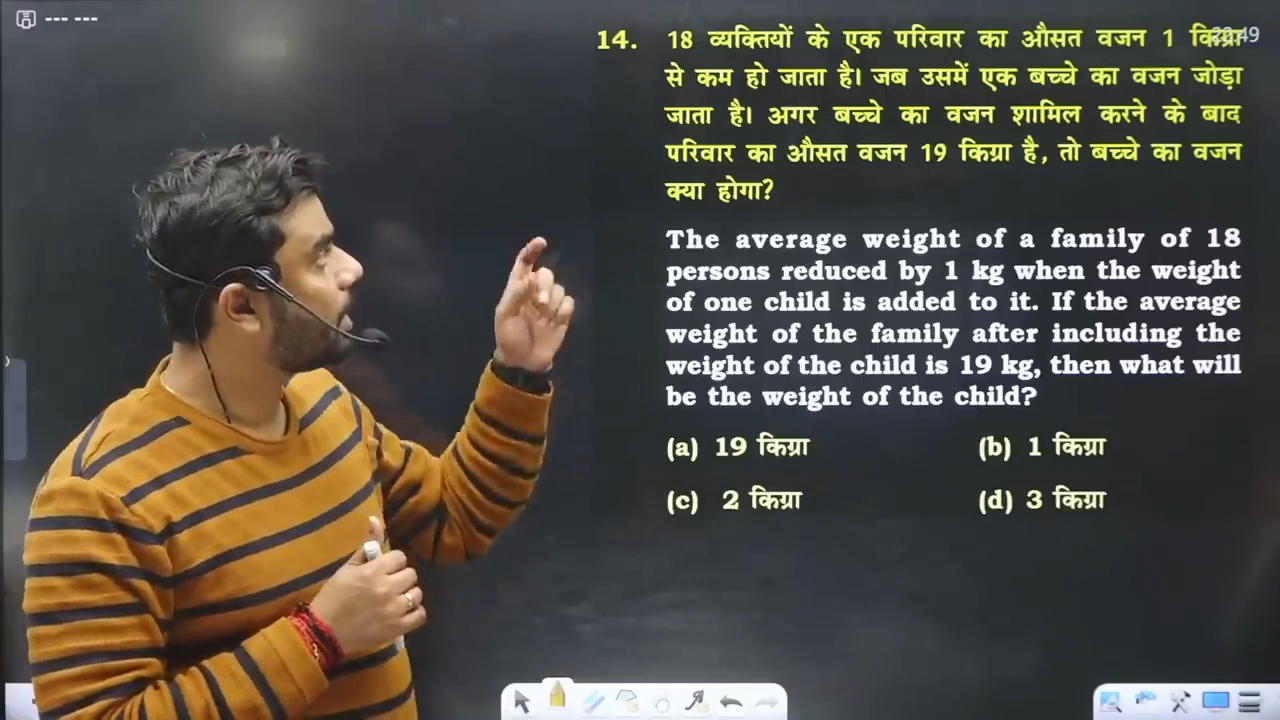 14. 18 व्यक्तियों के एक परिवार का औसत वजन 1 किग्रा
से कम हो जाता है। जब उसमें एक बच्चे का वजन जोड़ा
जाता है। अगर बच्चे का वजन शामिल करने के बाद
परिवार का औसत वजन 19 किग्रा है, तो बच्चे का वजन
क्या होगा?
The average weight of a family of 18
persons reduced by 1 kg when the weight
of one child is added to it. If the average
weight of the family after including the
weight of the child is 19 kg, then what will
be the weight of the child?
(a) 19 किग्रा (b) 1 किग्रा
(c) 2 किग्रा (d) 3 किग्रा